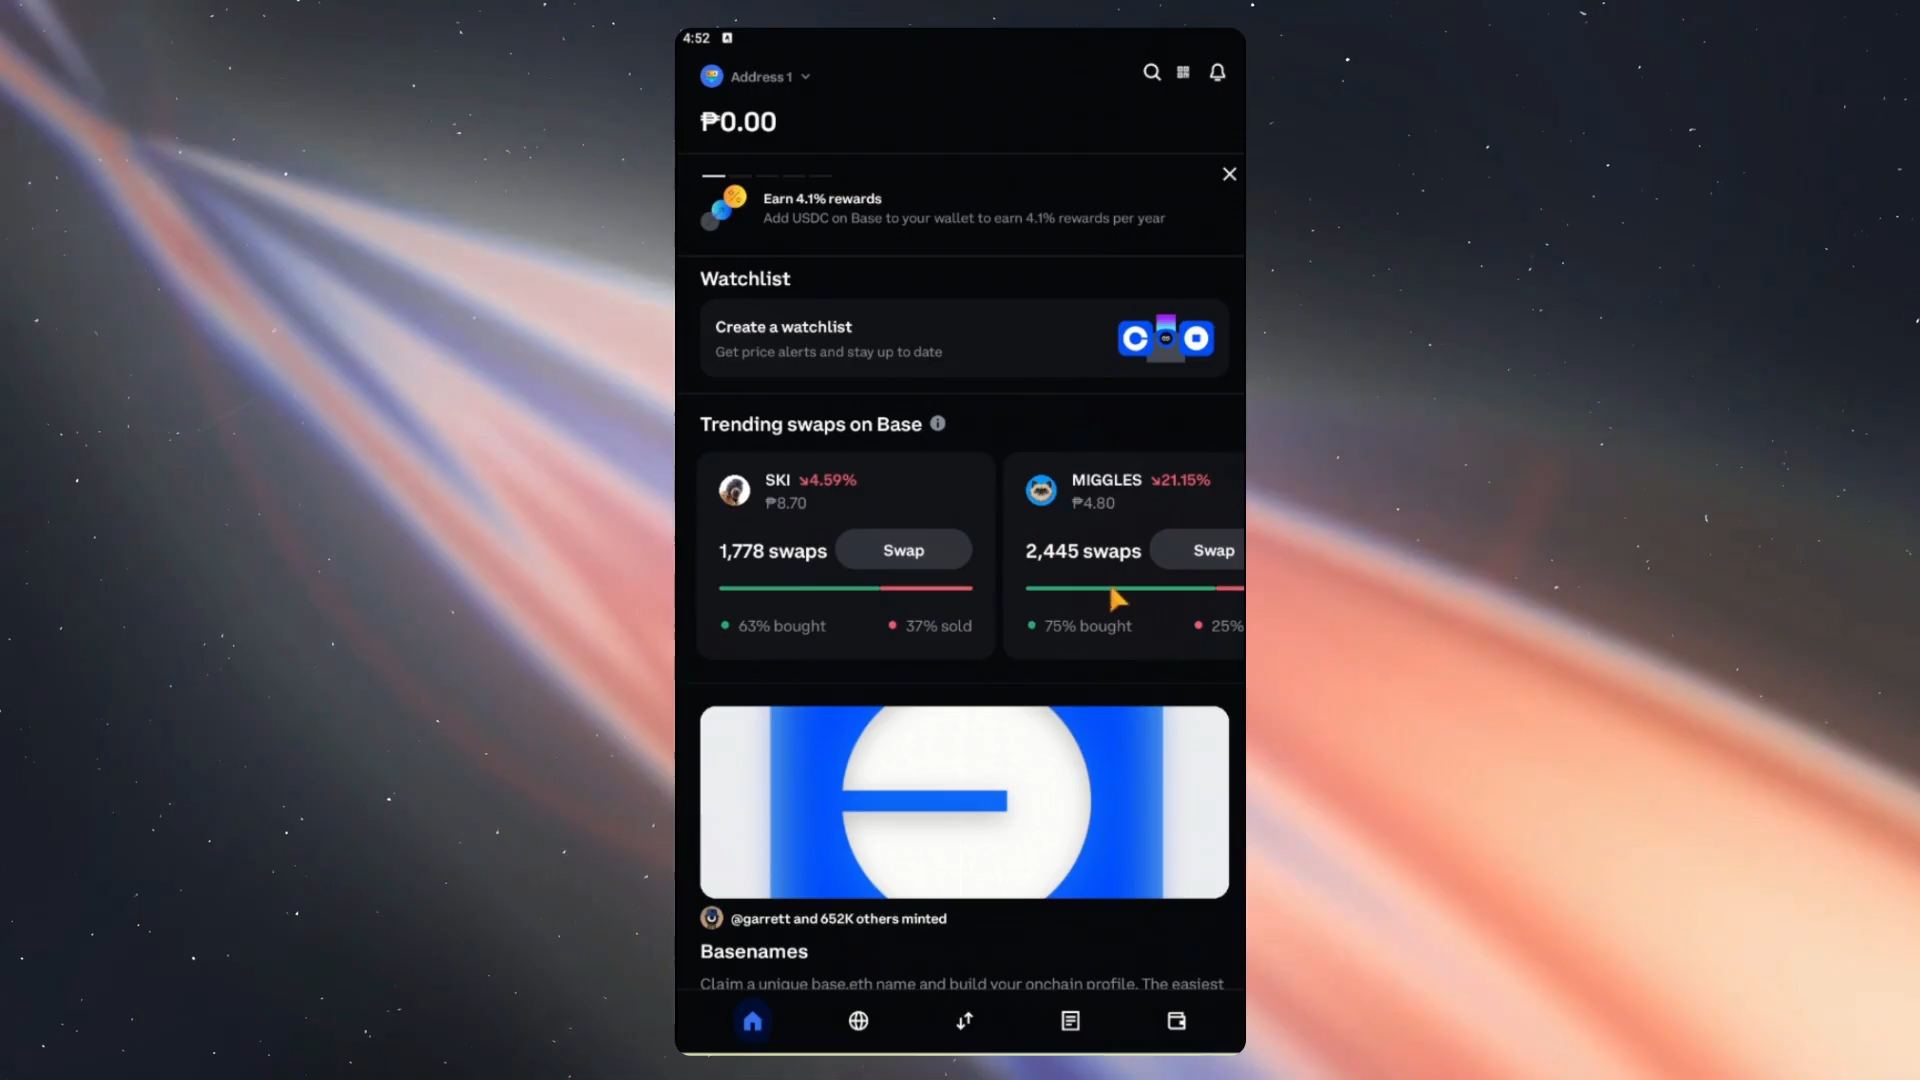 4:52
Address 1
₱0.00
Earn 4.1% rewards
Add USDC on Base to your wallet to earn 4.1% rewards per year
Watchlist
Create a watchlist
Get price alerts and stay up to date
Trending swaps on Base
SKI ↘4.59%
₱8.70
1,778 swaps
Swap
63% bought
37% sold
MIGGLES ↘21.15%
₱4.80
2,445 swaps
Swap
75% bought
25%
@garrett and 652K others minted
Basenames
Claim a unique base.eth name and build your onchain profile. The easiest